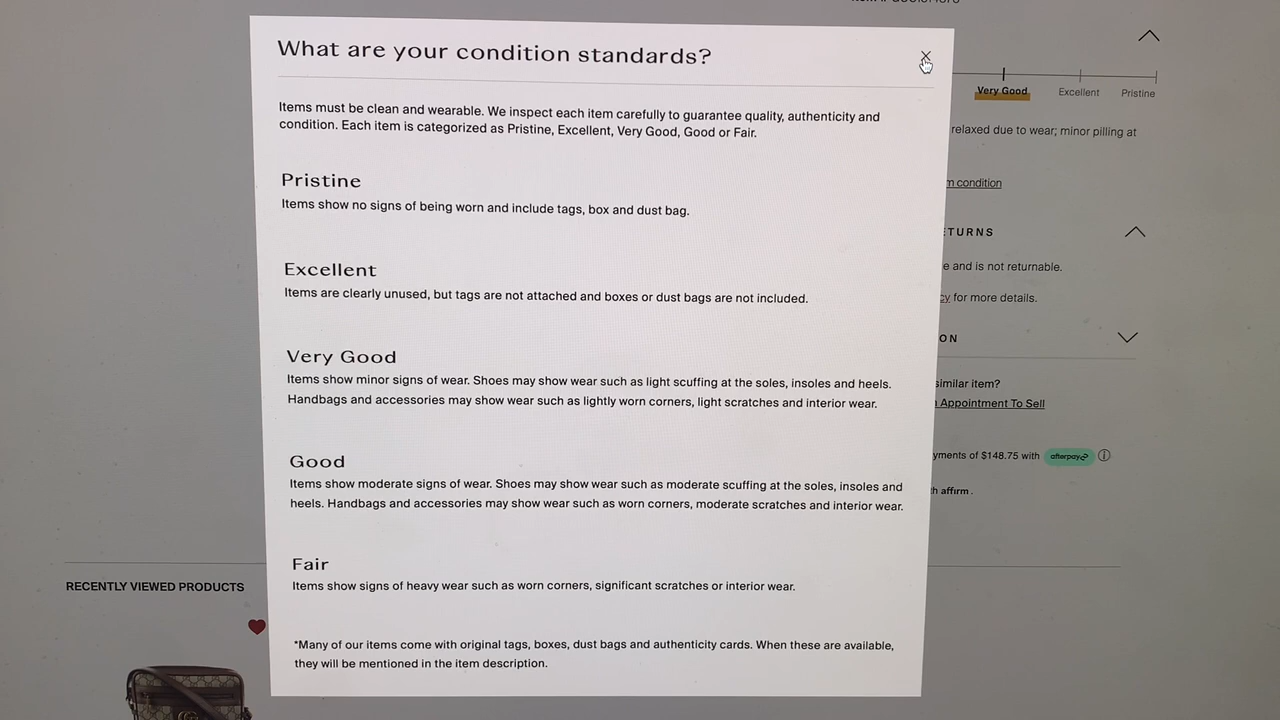 What are your condition standards?
Items must be clean and wearable. We inspect each item carefully to guarantee quality, authenticity and
condition. Each item is categorized as Pristine, Excellent, Very Good, Good or Fair.
Pristine
Items show no signs of being worn and include tags, box and dust bag.
Excellent
Items are clearly unused, but tags are not attached and boxes or dust bags are not included.
Very Good
Items show minor signs of wear. Shoes may show wear such as light scuffing at the soles, insoles and heels.
Handbags and accessories may show wear such as lightly worn corners, light scratches and interior wear.
Good
Items show moderate signs of wear. Shoes may show wear such as moderate scuffing at the soles, insoles and
heels. Handbags and accessories may show wear such as worn corners, moderate scratches and interior wear.
Fair
Items show signs of heavy wear such as worn corners, significant scratches or interior wear.
*Many of our items come with original tags, boxes, dust bags and authenticity cards. When these are available,
they will be mentioned in the item description.
Very Good Excellent Pristine
relaxed due to wear; minor pilling at
condition
TURNS
e and is not returnable.
cy for more details.
ON
similar item?
Appointment To Sell
yments of $148.75 with afterpay
h affirm.
RECENTLY VIEWED PRODUCTS